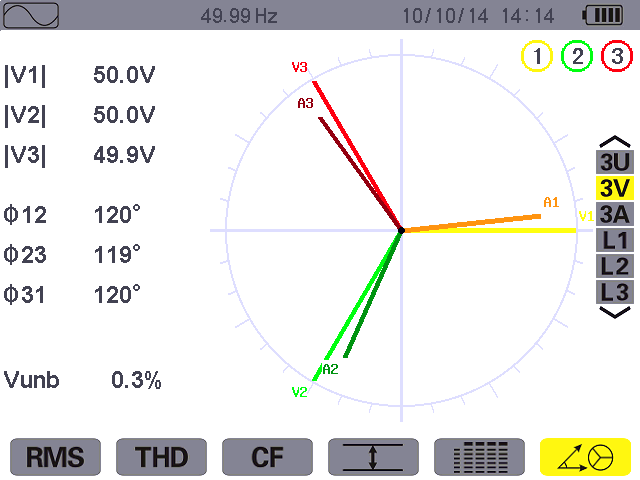 49.99 Hz 10/10/14 14:14
1 2 3
|V1| 50.0V
|V2| 50.0V
|V3| 49.9V
Φ12 120°
Φ23 119°
Φ31 120°
Vunb 0.3%
V3
A3
A1
V1
A2
V2
3U
3V
3A
L1
L2
L3
RMS THD CF